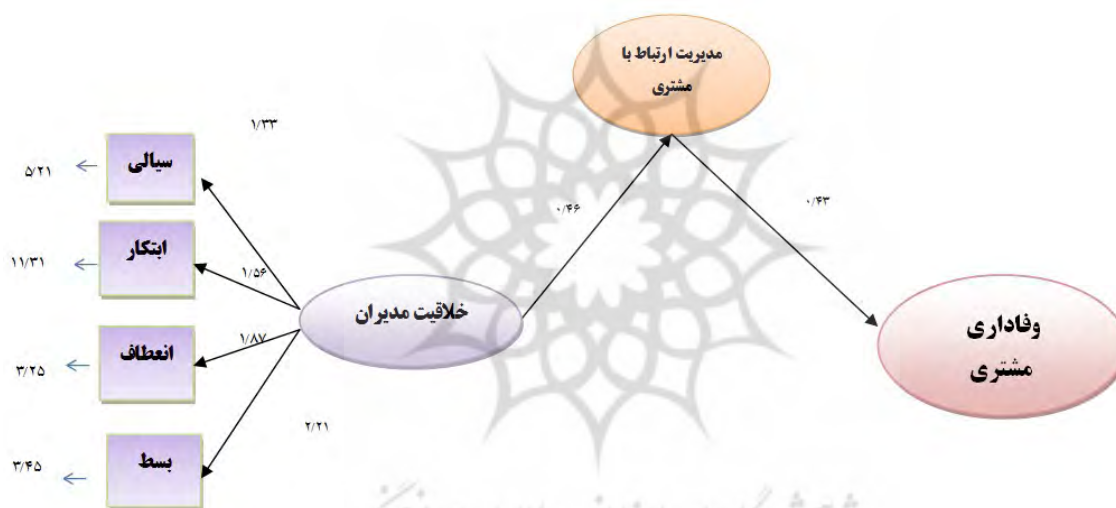 مدیریت ارتباط با
مشتری
۱/۳۳
سیالی
۵/۲۱
۰/۴۶
۰/۴۳
ابتکار
۱۱/۳۱
۱/۵۶
خلاقیت مدیران
وفاداری
مشتری
انعطاف
۱/۸۷
۳/۲۵
۲/۲۱
بسط
۳/۴۵